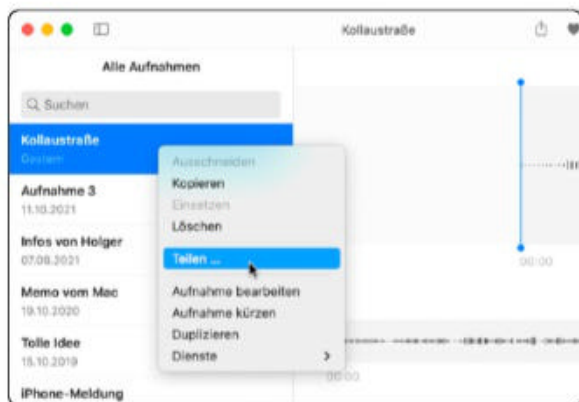 Kollaustraße
Alle Aufnahmen
Suchen
Kollaustraße
Gestern
Aufnahme 3
11.10.2021
Infos von Holger
07.08.2021
Memo vom Mac
19.10.2020
Tolle Idee
15.10.2019
iPhone-Meldung
Ausschneiden
Kopieren
Einsetzen
Löschen
Teilen ...
Aufnahme bearbeiten
Aufnahme kürzen
Duplizieren
Dienste
00:00
00:00